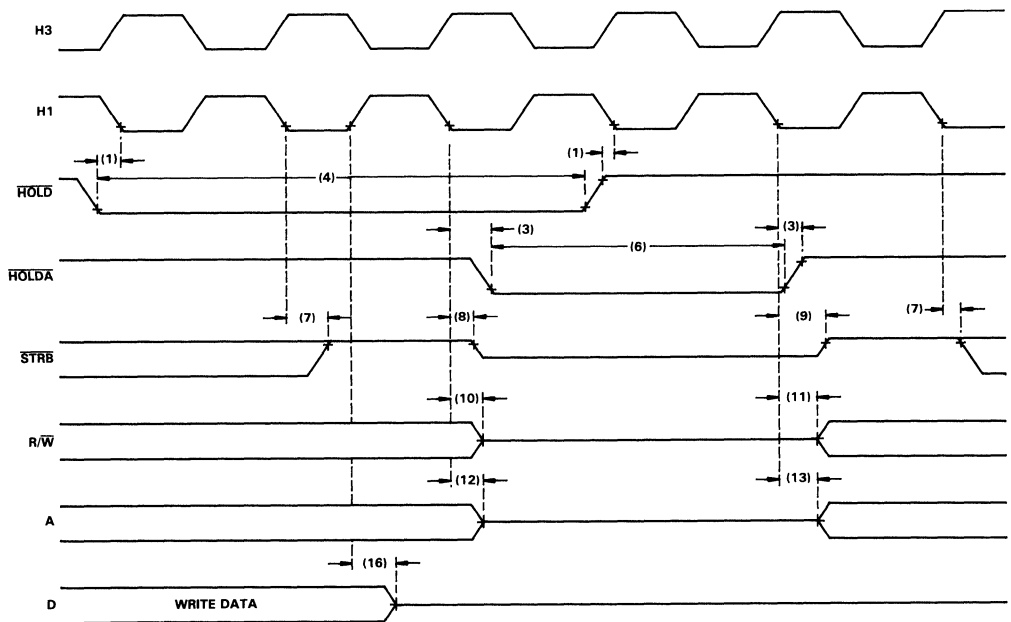 H3
H1
(1)
(1)
HOLD
(4)
(3)
(3)
(6)
HOLDA
(7)
(8)
(9)
(7)
STRB
(10)
(11)
R/W
(12)
(13)
A
(16)
D
WRITE DATA